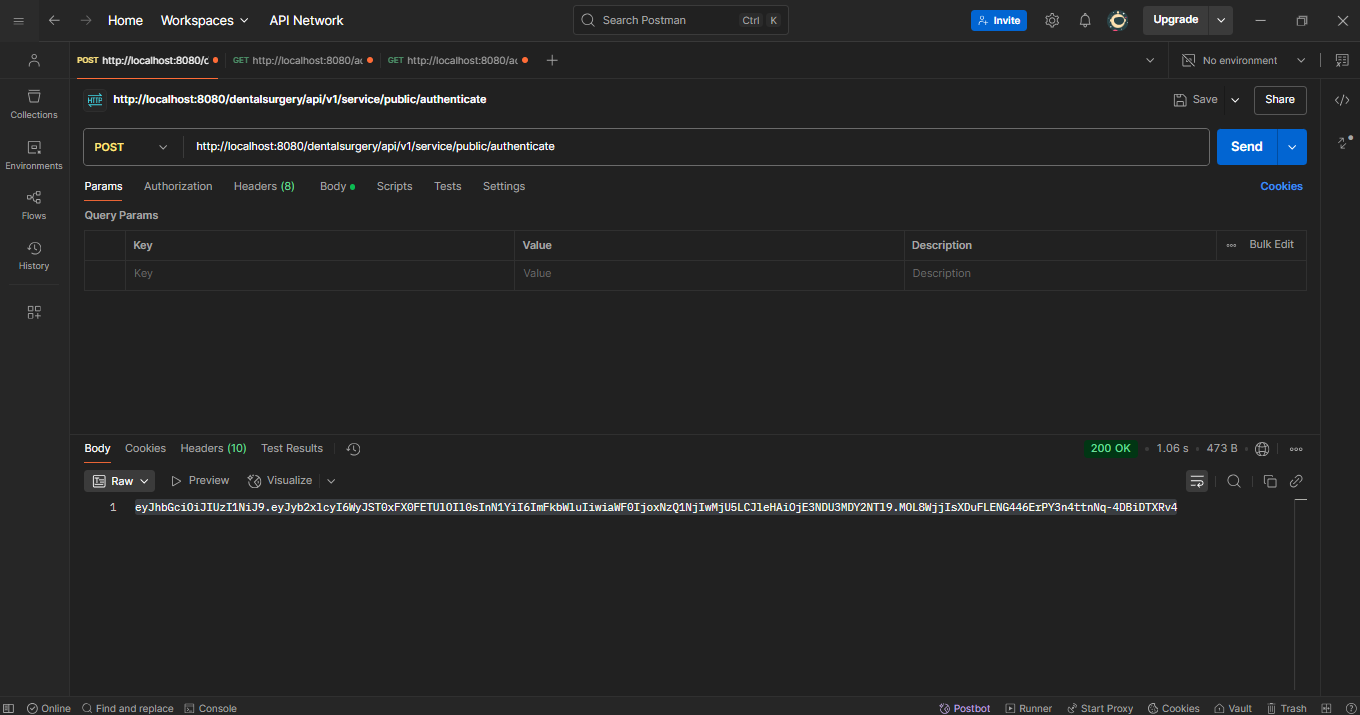 Home Workspaces API Network Search Postman Ctrl K Invite Upgrade
POST http://localhost:8080/c GET http://localhost:8080/ac GET http://localhost:8080/ac No environment
HTTP http://localhost:8080/dentalsurgery/api/v1/service/public/authenticate Save Share
Collections
POST http://localhost:8080/dentalsurgery/api/v1/service/public/authenticate Send
Environments
Params Authorization Headers (8) Body Scripts Tests Settings Cookies
Flows
Query Params
History
Key Value Description Bulk Edit
Key Value Description
Body Cookies Headers (10) Test Results 200 OK 1.06 s 473 B
Raw Preview Visualize
1 eyJhbGciOiJIUzI1NiJ9.eyJyb2xlcyI6WyJST0xFX0FETUlOIl0sInN1YiI6ImFkbWluIiwiaWF0IjoxNzQ1NjIwMjU5LCJleHAiOjE3NDU3MDY2NTl9.MOL8WjjIsXDuFLENG446ErPY3n4ttnNq-4DBiDTXRv4
Online Find and replace Console Postbot Runner Start Proxy Cookies Vault Trash